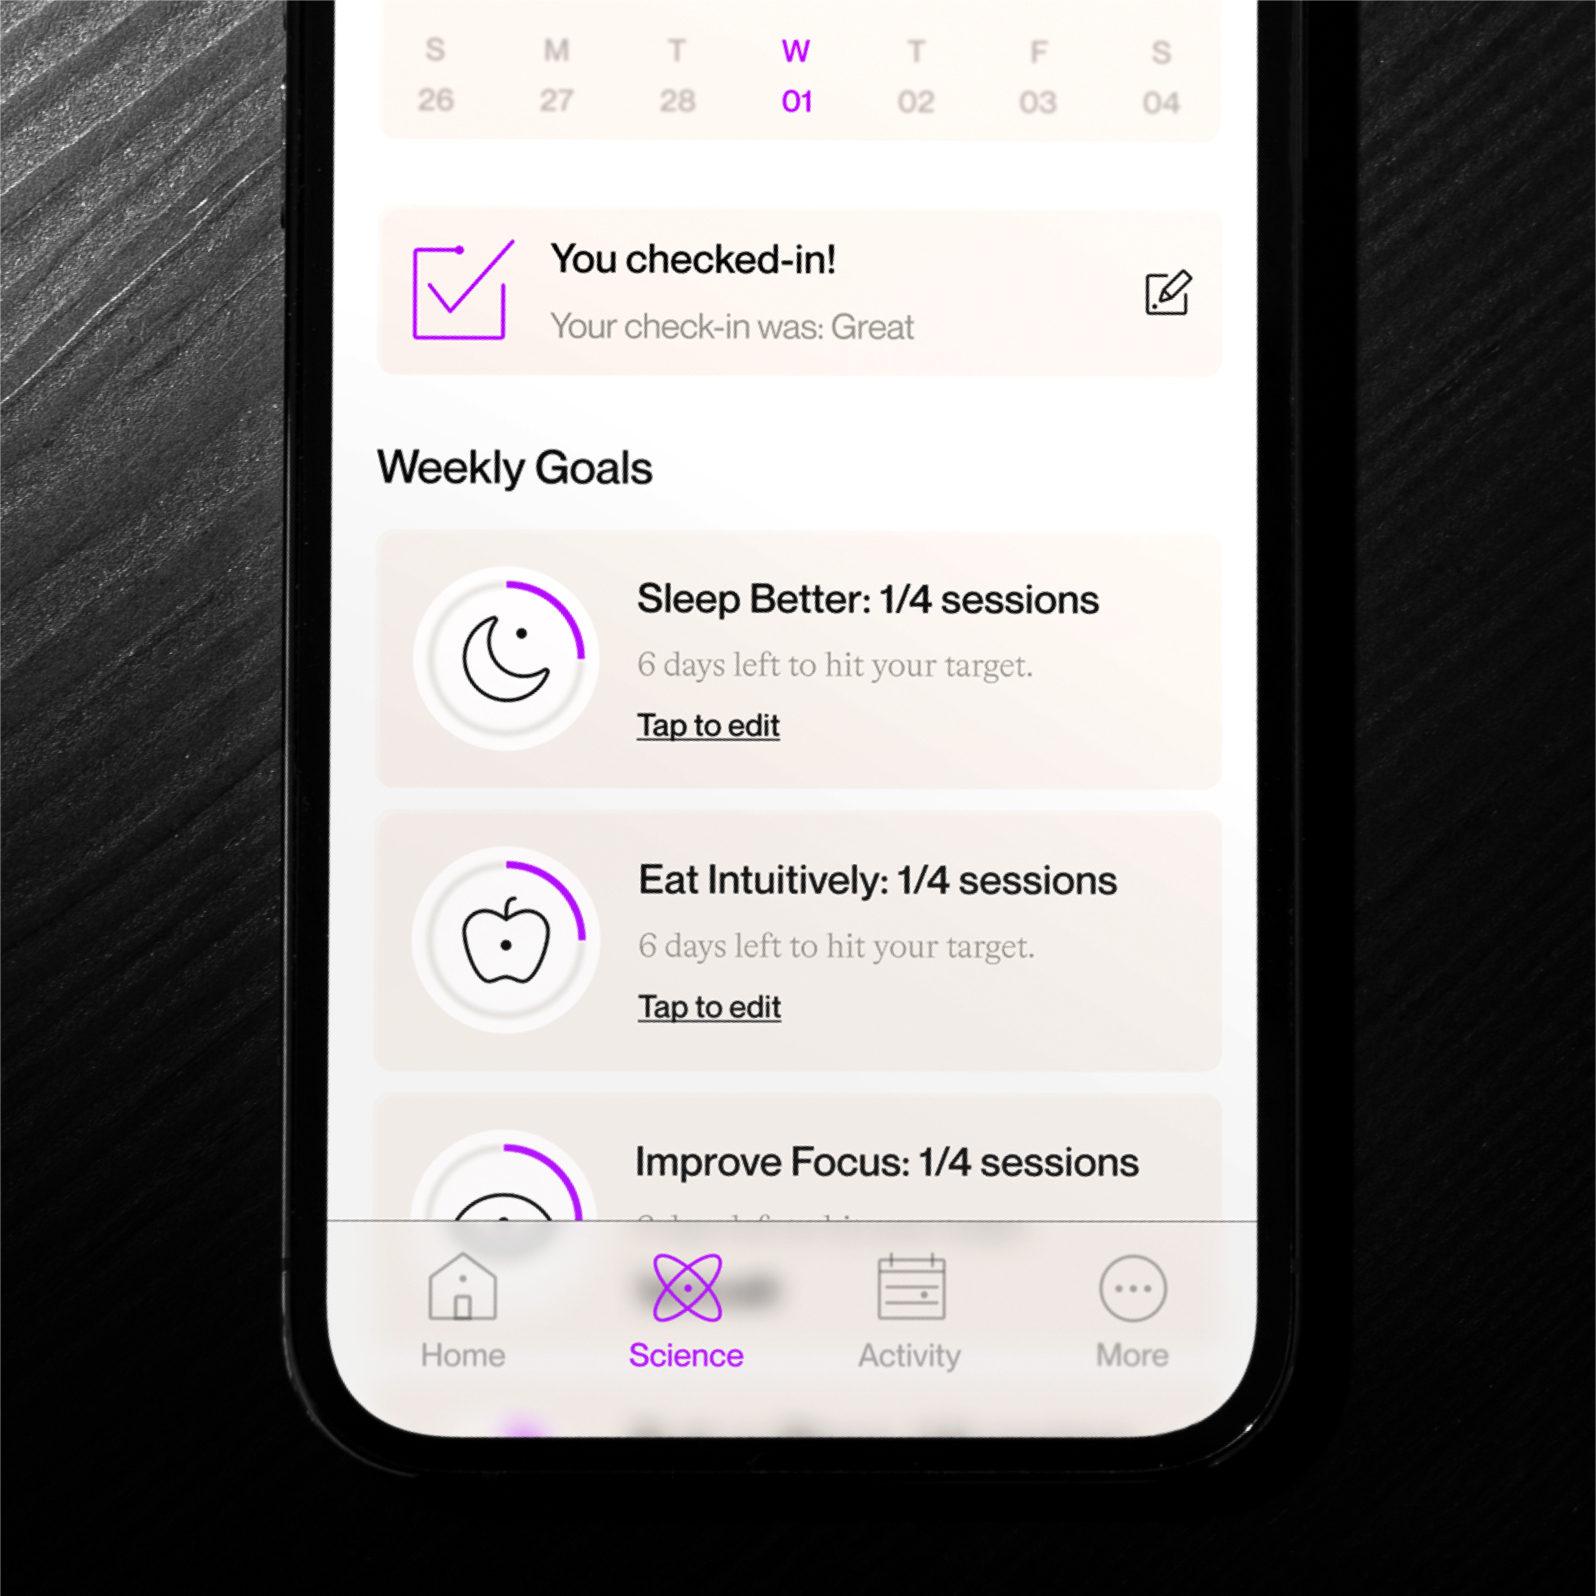 S M T W T F S
26 27 28 01 02 03 04
You checked-in!
Your check-in was: Great
Weekly Goals
Sleep Better: 1/4 sessions
6 days left to hit your target.
Tap to edit
Eat Intuitively: 1/4 sessions
6 days left to hit your target.
Tap to edit
Improve Focus: 1/4 sessions
Home Science Activity More